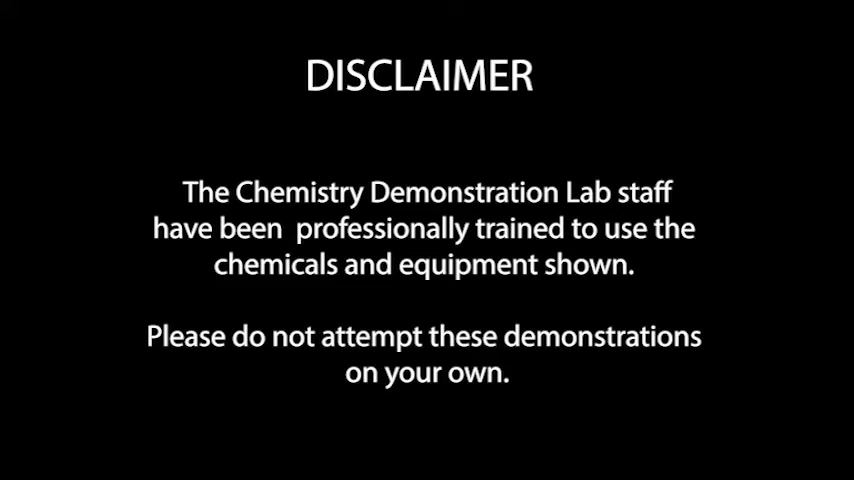 DISCLAIMER
The Chemistry Demonstration Lab staff
have been  professionally trained to use the
chemicals and equipment shown.
Please do not attempt these demonstrations
on your own.